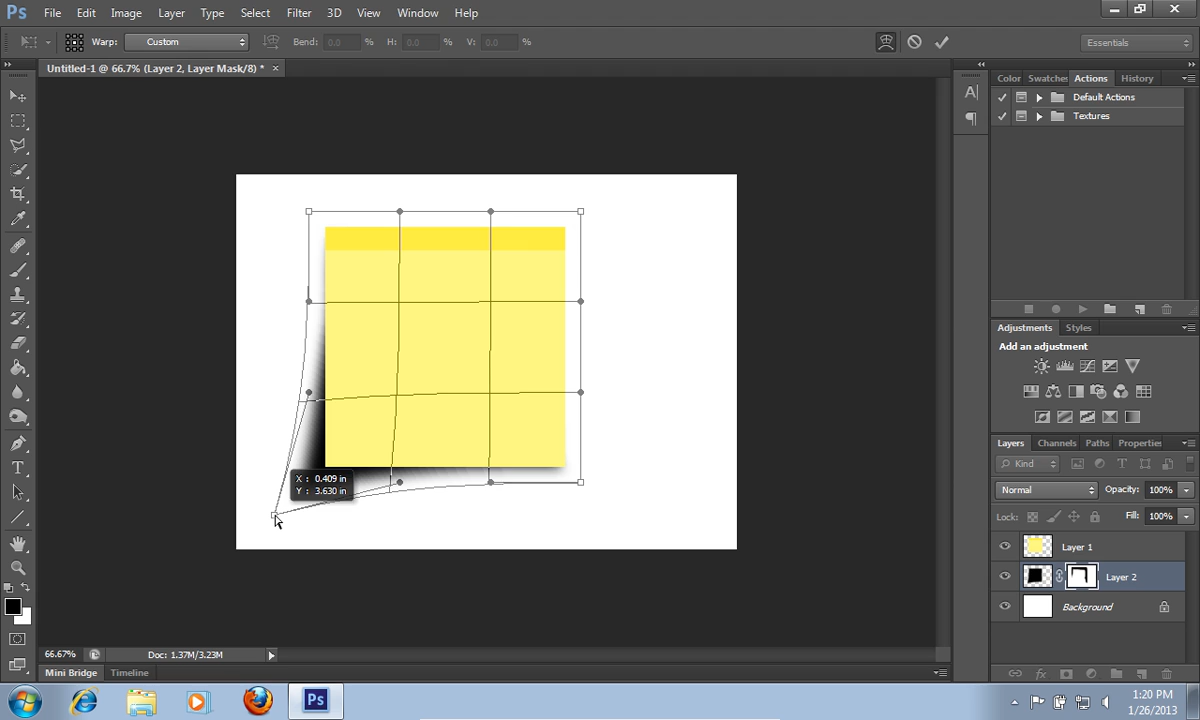 Ps File Edit Image Layer Type Select Filter 3D View Window Help
Warp: Custom Bend: 0.0 % H: 0.0 % V: 0.0 % Essentials
Untitled-1 @ 66.7% (Layer 2, Layer Mask/8) * ×
Color Swatches Actions History
Default Actions
Textures
X: 0.409 in
Y: 3.630 in
Adjustments Styles
Add an adjustment
Layers Channels Paths Properties
Kind
Normal Opacity: 100%
Lock: Fill: 100%
Layer 1
Layer 2
Background
66.67% Doc: 1.37M/3.23M
Mini Bridge Timeline
Ps
1:20 PM
1/26/2013